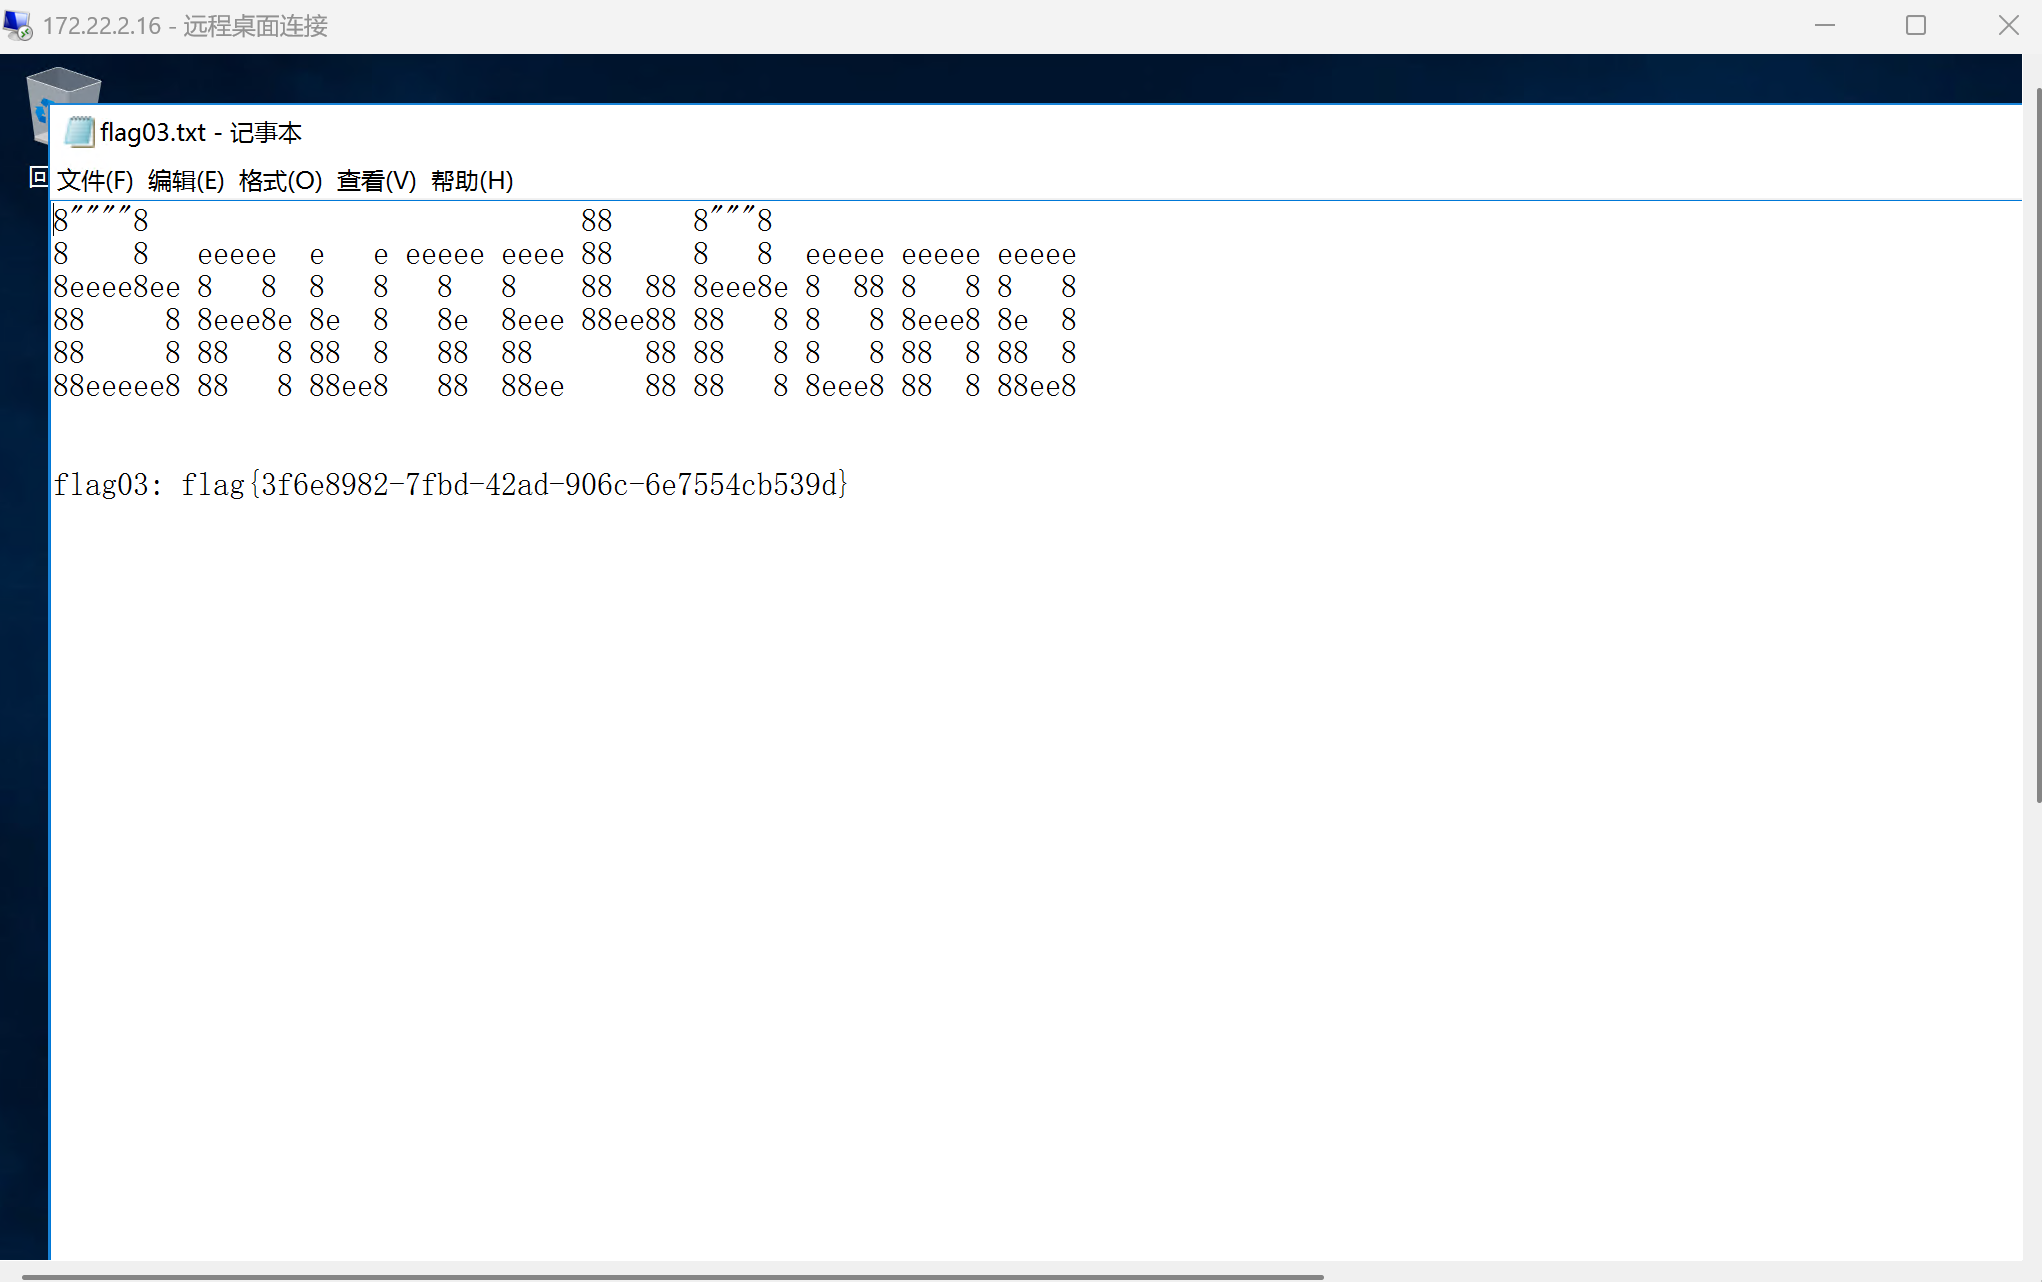 172.22.2.16 - 远程桌面连接
flag03.txt - 记事本
回
文件(F) 编辑(E) 格式(O) 查看(V) 帮助(H)
8""""8                           88     8"""8
8    8   eeeee  e   e eeeee eeee 88     8   8  eeeee eeeee eeeee
8eeee8ee 8   8  8   8   8   8    88  88 8eee8e 8  88 8   8 8   8
88     8 8eee8e 8e  8   8e  8eee 88ee88 88   8 8   8 8eee8 8e  8
88     8 88   8 88  8   88  88       88 88   8 8   8 88  8 88  8
88eeeee8 88   8 88ee8   88  88ee     88 88   8 8eee8 88  8 88ee8
flag03: flag{3f6e8982-7fbd-42ad-906c-6e7554cb539d}